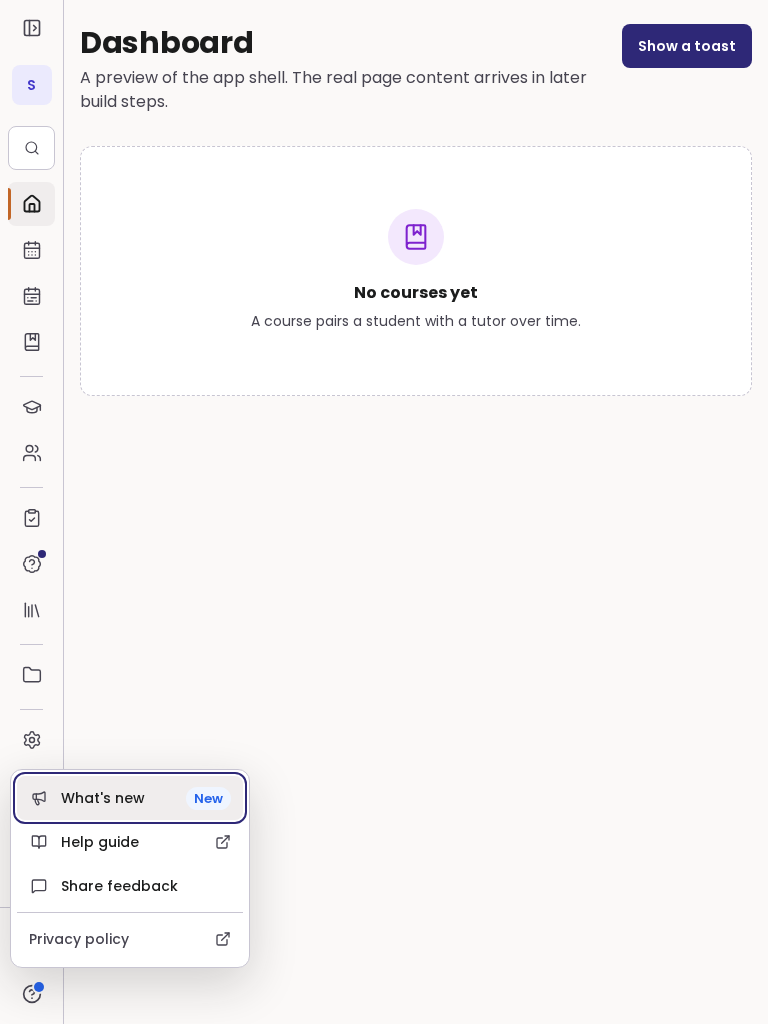 Dashboard
Show a toast
A preview of the app shell. The real page content arrives in later
build steps.
S
No courses yet
A course pairs a student with a tutor over time.
What's new
New
Help guide
Share feedback
Privacy policy